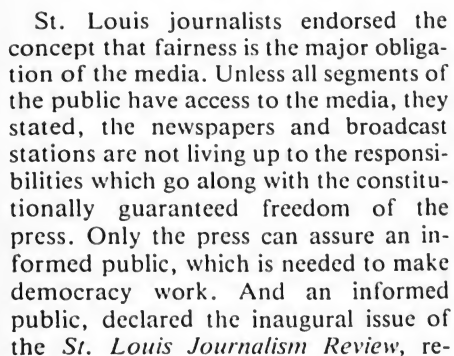 St. Louis journalists endorsed the
concept that fairness is the major obliga-
tion of the media. Unless all segments of
the public have access to the media, they
stated, the newspapers and broadcast
stations are not living up to the responsi-
bilities which go along with the constitu-
tionally guaranteed freedom of the
press. Only the press can assure an in-
formed public, which is needed to make
democracy work. And an informed
public, declared the inaugural issue of
the St. Louis Journalism Review, re-